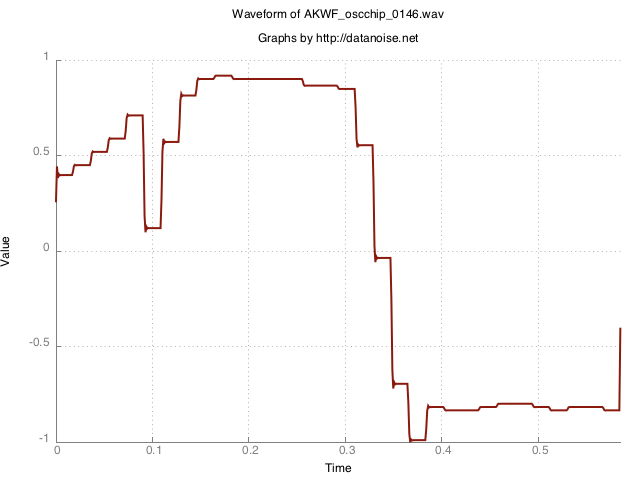 Waveform of AKWF_oscchip_0146.wav
Graphs by http://datanoise.net
1
0.5
0
-0.5
-1
Value
0 0.1 0.2 0.3 0.4 0.5
Time